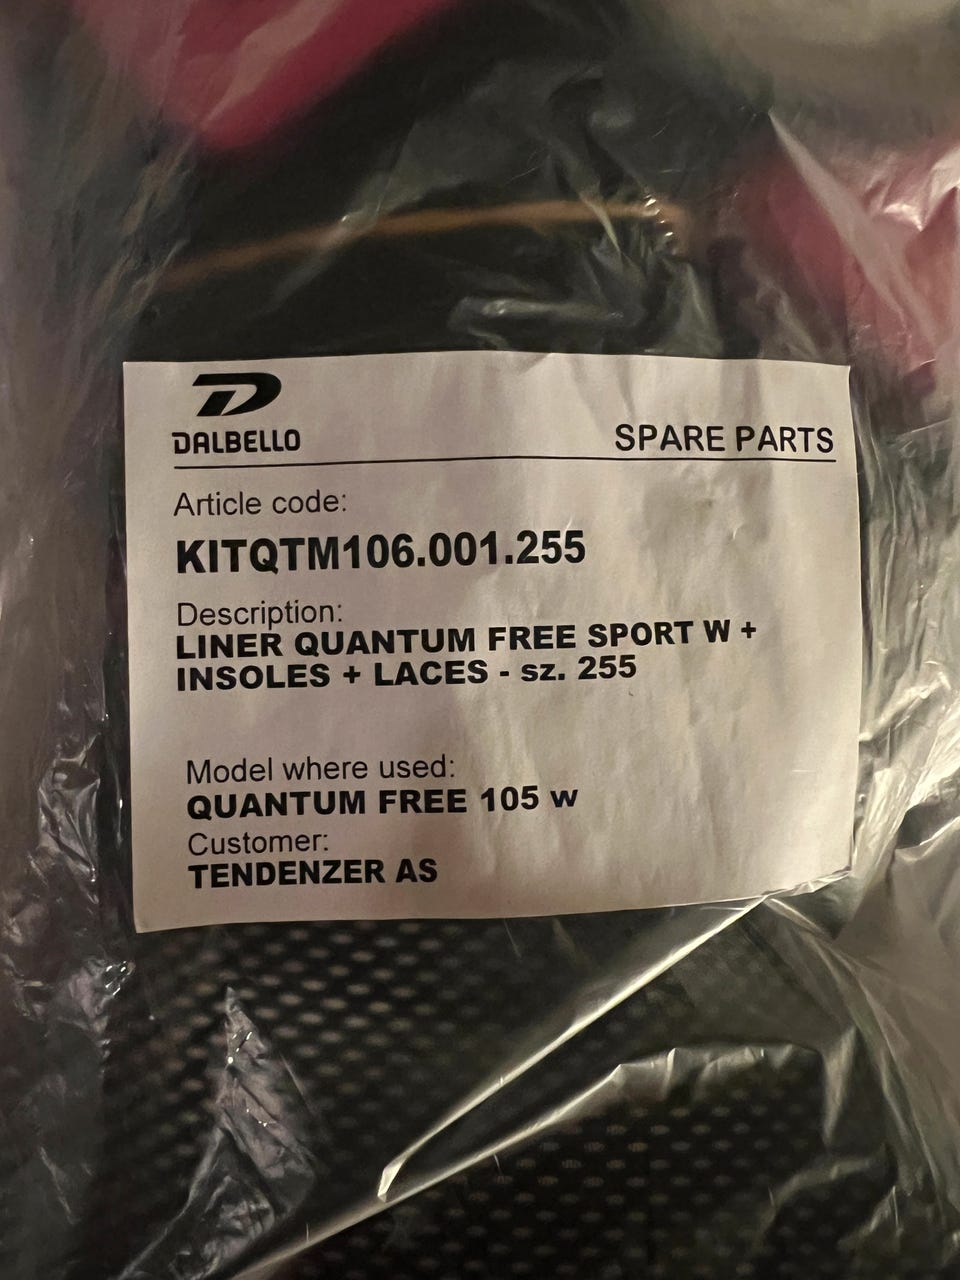 DALBELLO
SPARE PARTS
Article code:
KITQTM106.001.255
Description:
LINER QUANTUM FREE SPORT W +
INSOLES + LACES - sz. 255
Model where used:
QUANTUM FREE 105 w
Customer:
TENDENZER AS